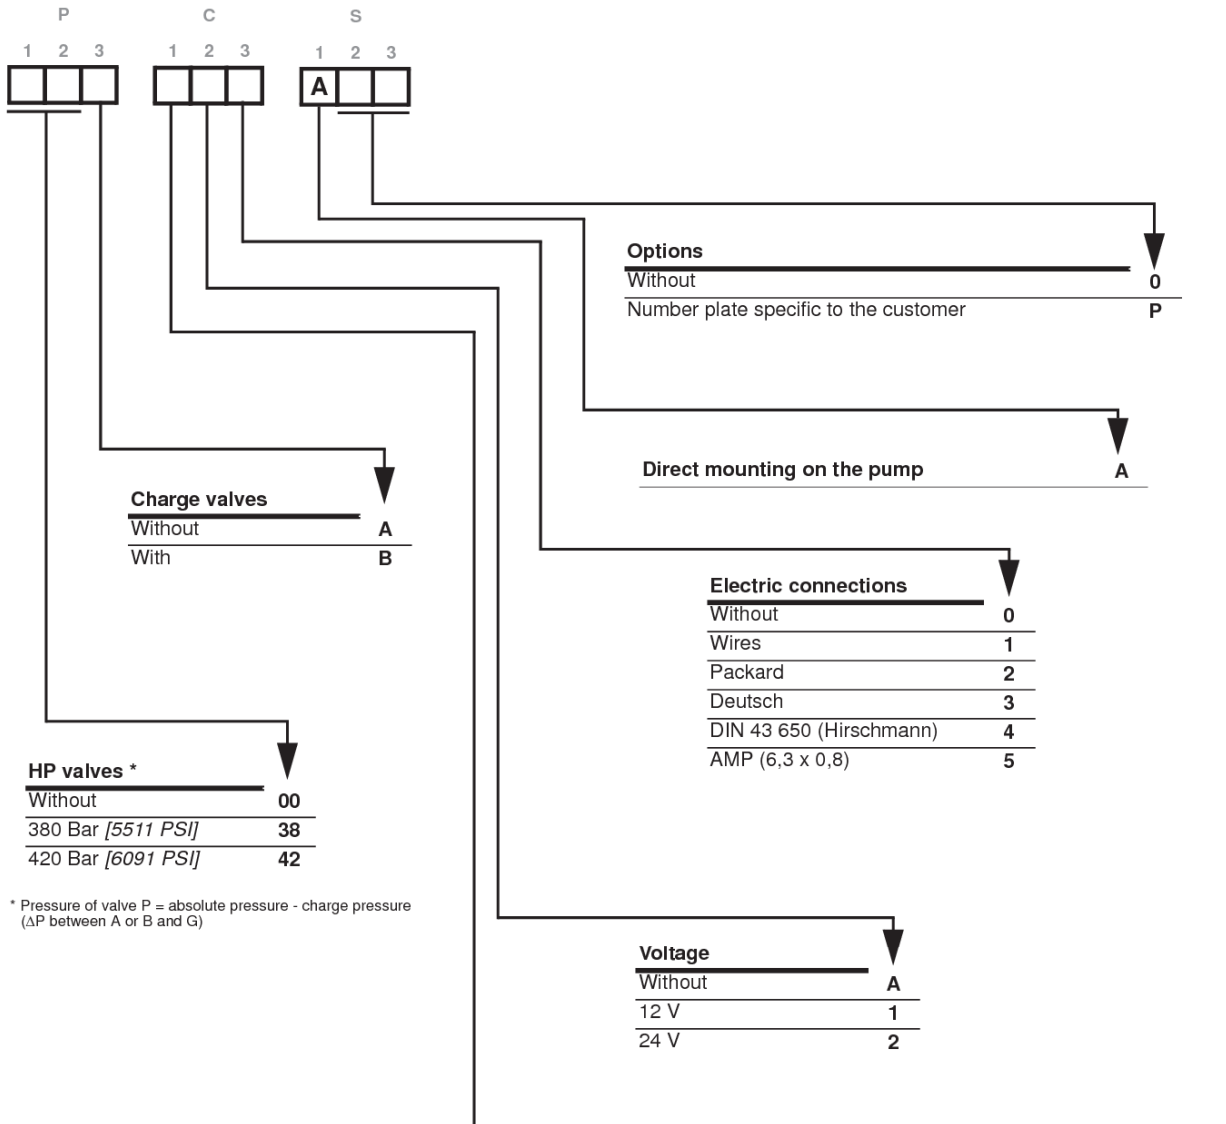 P C S
1 2 3 1 2 3 1 2 3
A
Options
Without 0
Number plate specific to the customer P
Direct mounting on the pump A
Charge valves
Without A
With B
Electric connections
Without 0
Wires 1
Packard 2
Deutsch 3
DIN 43 650 (Hirschmann) 4
AMP (6,3 x 0,8) 5
HP valves *
Without 00
380 Bar [5511 PSI] 38
420 Bar [6091 PSI] 42
* Pressure of valve P = absolute pressure - charge pressure
(ΔP between A or B and G)
Voltage
Without A
12 V 1
24 V 2